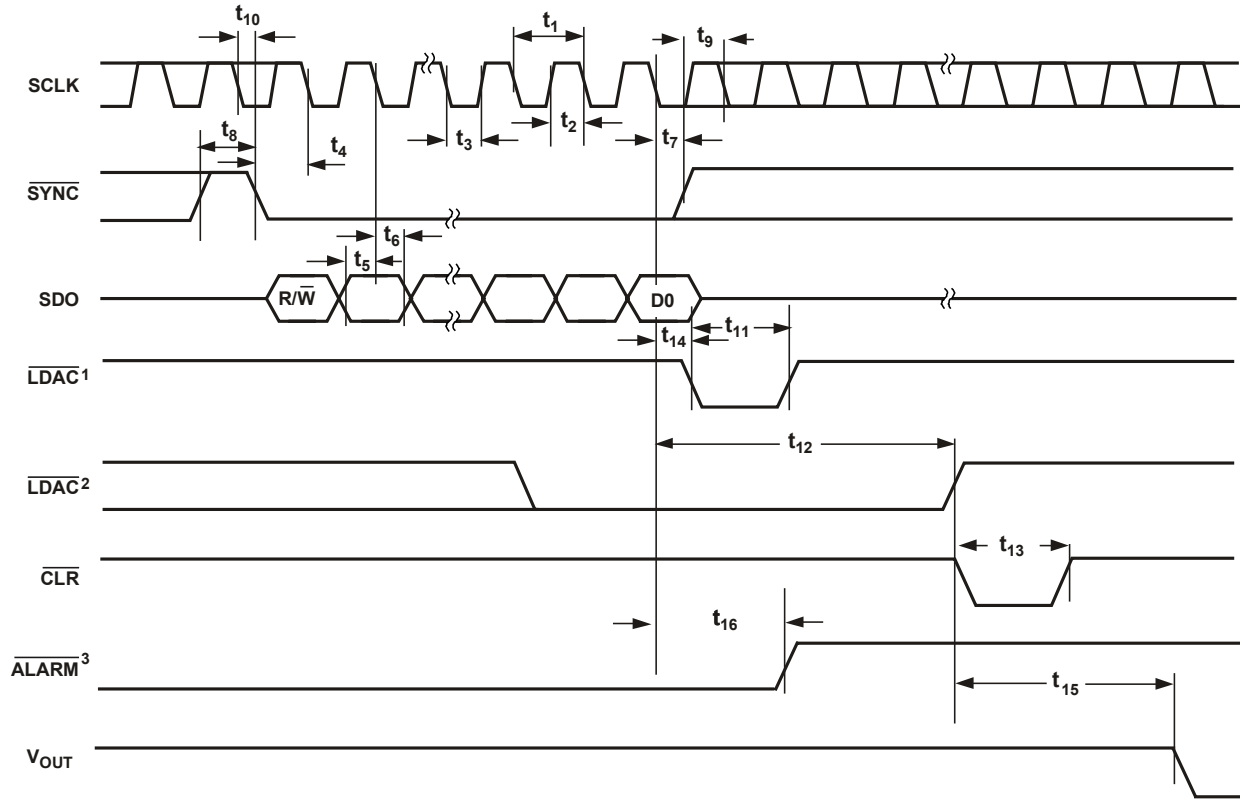 t10
t1
t9
SCLK
t8
t4
t3
t2
t7
SYNC
t6
t5
SDO
R/W
D0
t14
t11
LDAC1
t12
LDAC2
t13
CLR
t16
ALARM3
t15
VOUT